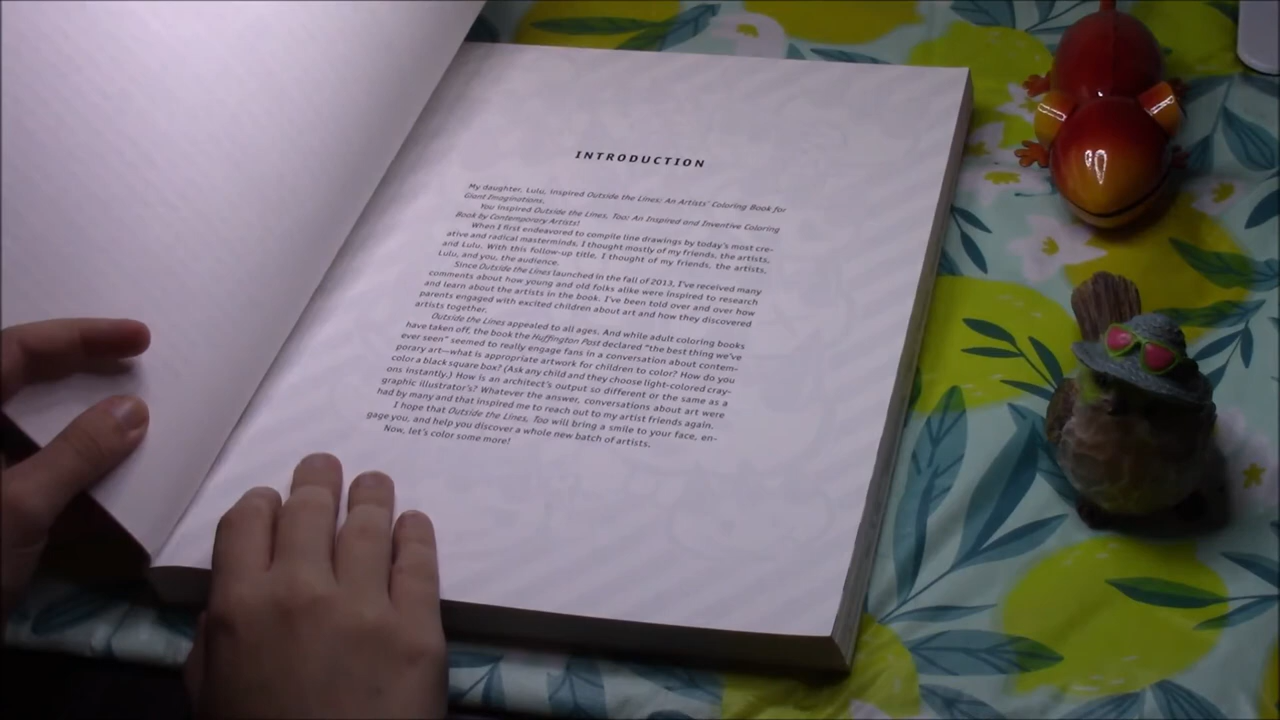 INTRODUCTION
My daughter, Lulu, inspired Outside the Lines: An Artists' Coloring Book for
Giant Imaginations.
You inspired Outside the Lines, Too: An Inspired and Inventive Coloring
Book by Contemporary Artists!
When I first endeavored to compile line drawings by today's most cre-
ative and radical masterminds, I thought mostly of my friends, the artists,
and Lulu. With this follow-up title, I thought of my friends, the artists,
Lulu, and you, the audience.
Since Outside the Lines launched in the fall of 2013, I've received many
comments about how young and old folks alike were inspired to research
and learn about the artists in the book. I've been told over and over how
parents engaged with excited children about art and how they discovered
artists together.
Outside the Lines appealed to all ages. And while adult coloring books
have taken off, the book the Huffington Post declared "the best thing we've
ever seen" seemed to really engage fans in a conversation about contem-
porary art—what is appropriate artwork for children to color? How do you
color a black square box? (Ask any child and they choose light-colored cray-
ons instantly.) How is an architect's output so different or the same as a
graphic illustrator's? Whatever the answer, conversations about art were
had by many and that inspired me to reach out to my artist friends again.
I hope that Outside the Lines, Too will bring a smile to your face, en-
gage you, and help you discover a whole new batch of artists.
Now, let's color some more!